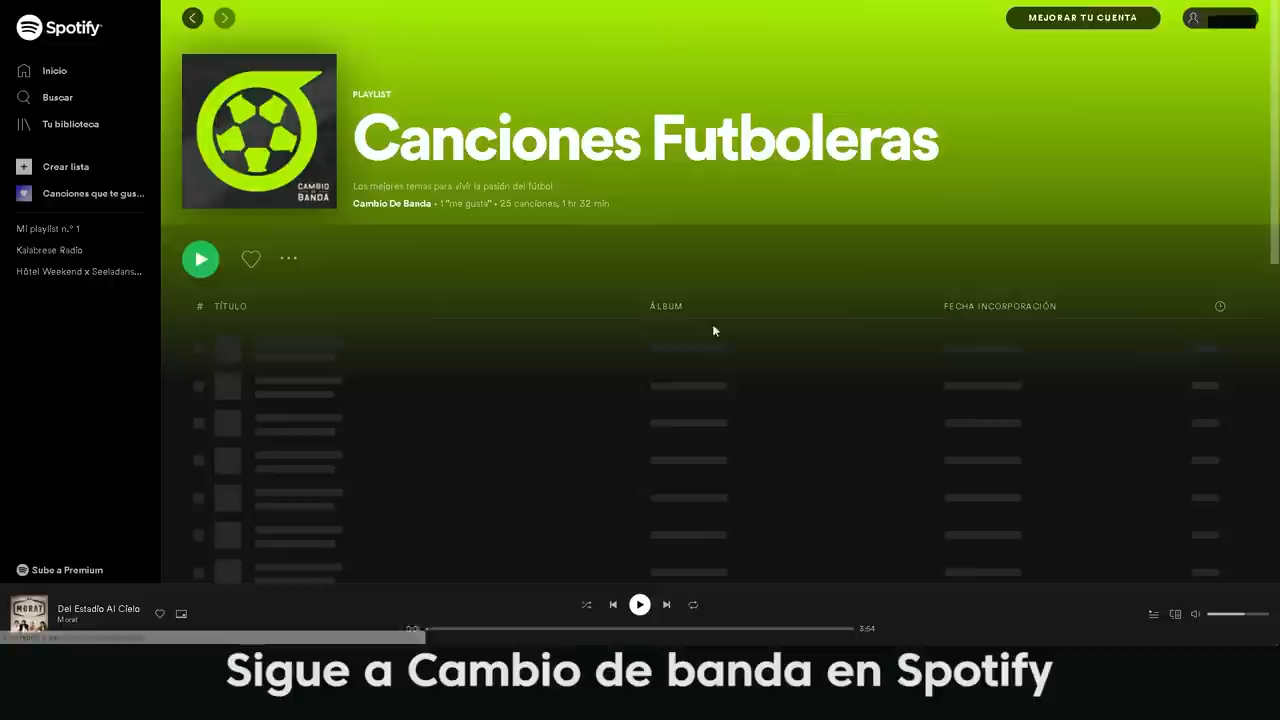 Spotify
MEJORAR TU CUENTA
Inicio
Buscar
Tu biblioteca
Crear lista
Canciones que te gus...
Mi playlist n.º 1
Kalabrese Radio
Hôtel Weekend x Seeladans...
Sube a Premium
CAMBIO
DE
BANDA
PLAYLIST
Canciones Futboleras
Los mejores temas para vivir la pasión del fútbol
Cambio De Banda • 1 "me gusta" • 25 canciones, 1 hr 32 min
# TÍTULO ÁLBUM FECHA INCORPORACIÓN
MORAT
Del Estadio Al Cielo
Morat
3:54
Sigue a Cambio de banda en Spotify